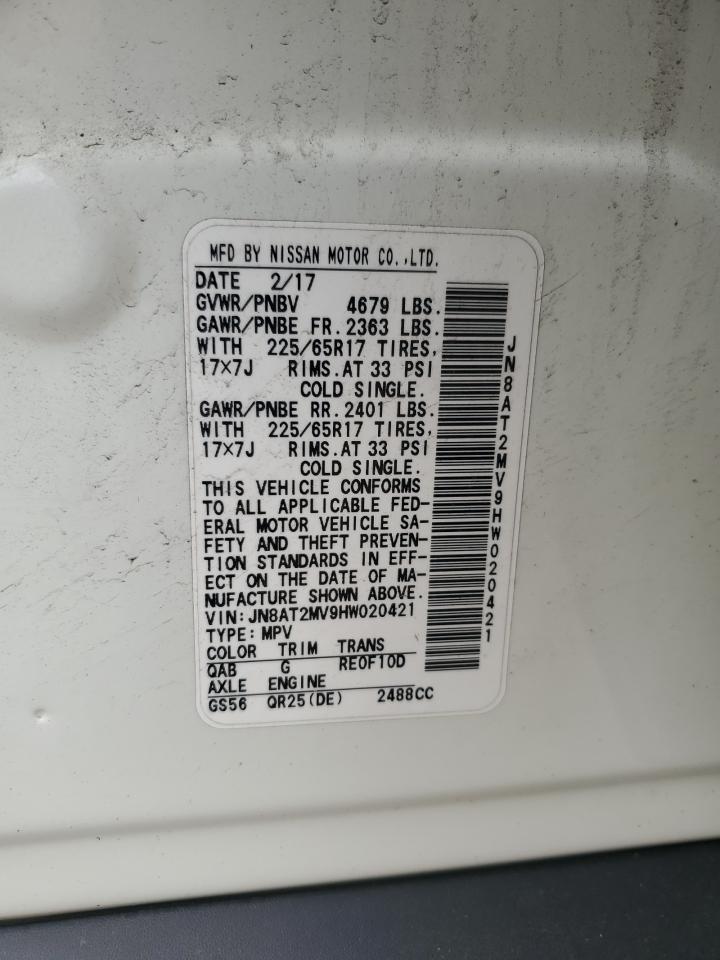 MFD BY NISSAN MOTOR CO.,LTD.
DATE 2/17
GVWR/PNBV 4679 LBS.
GAWR/PNBE FR. 2363 LBS.
WITH 225/65R17 TIRES,
17×7J RIMS. AT 33 PSI
COLD SINGLE.
GAWR/PNBE RR. 2401 LBS.
WITH 225/65R17 TIRES,
17×7J RIMS. AT 33 PSI
COLD SINGLE.
THIS VEHICLE CONFORMS
TO ALL APPLICABLE FED-
ERAL MOTOR VEHICLE SA-
FETY AND THEFT PREVEN-
TION STANDARDS IN EFF-
ECT ON THE DATE OF MA-
NUFACTURE SHOWN ABOVE.
VIN:JN8AT2MV9HW020421
TYPE:MPV
COLOR TRIM TRANS
QAB G RE0F10D
AXLE ENGINE
GS56 QR25(DE) 2488CC
JN8AT2MV9HW020421